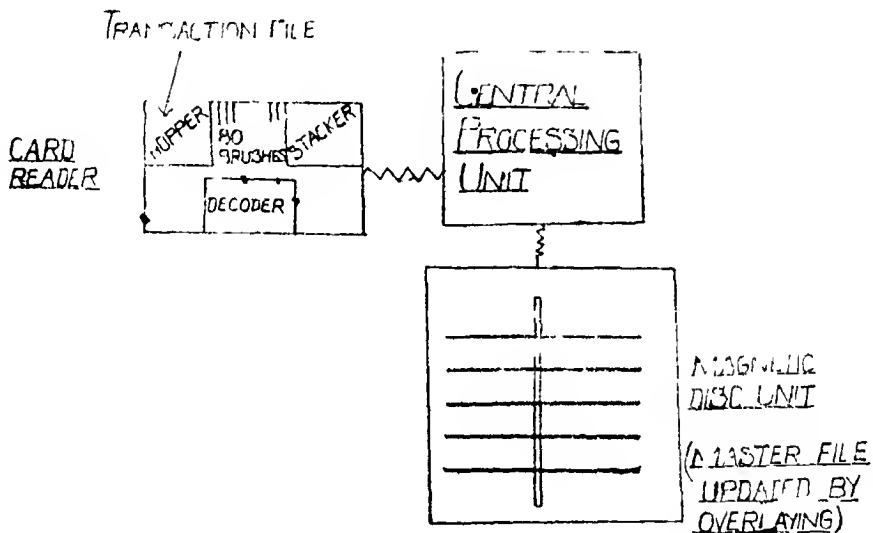 TRANSACTION FILE
CARD
READER
HOPPER
80
BRUSHES
STACKER
DECODER
CENTRAL
PROCESSING
UNIT
MAGNETIC
DISC UNIT
(MASTER FILE
UPDATED BY
OVERLAYING)